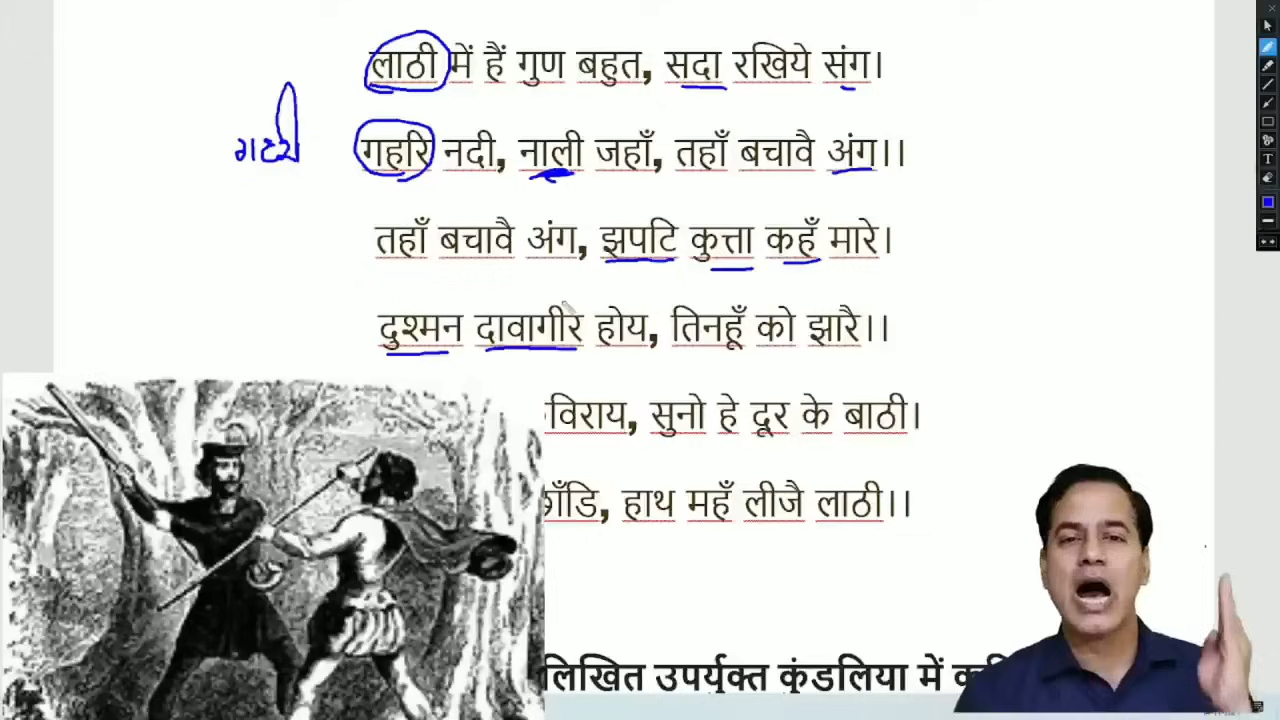 लाठी में हैं गुण बहुत, सदा रखिये संग।
गहरि नदी, नाली जहाँ, तहाँ बचावै अंग।।
तहाँ बचावै अंग, झपटि कुत्ता कहँ मारे।
दुश्मन दावागीर होय, तिनहूँ को झारै।।
विराय, सुनो हे दूर के बाठी।
छाँडि, हाथ महँ लीजै लाठी।।
लिखित उपर्युक्त कुंडलिया में